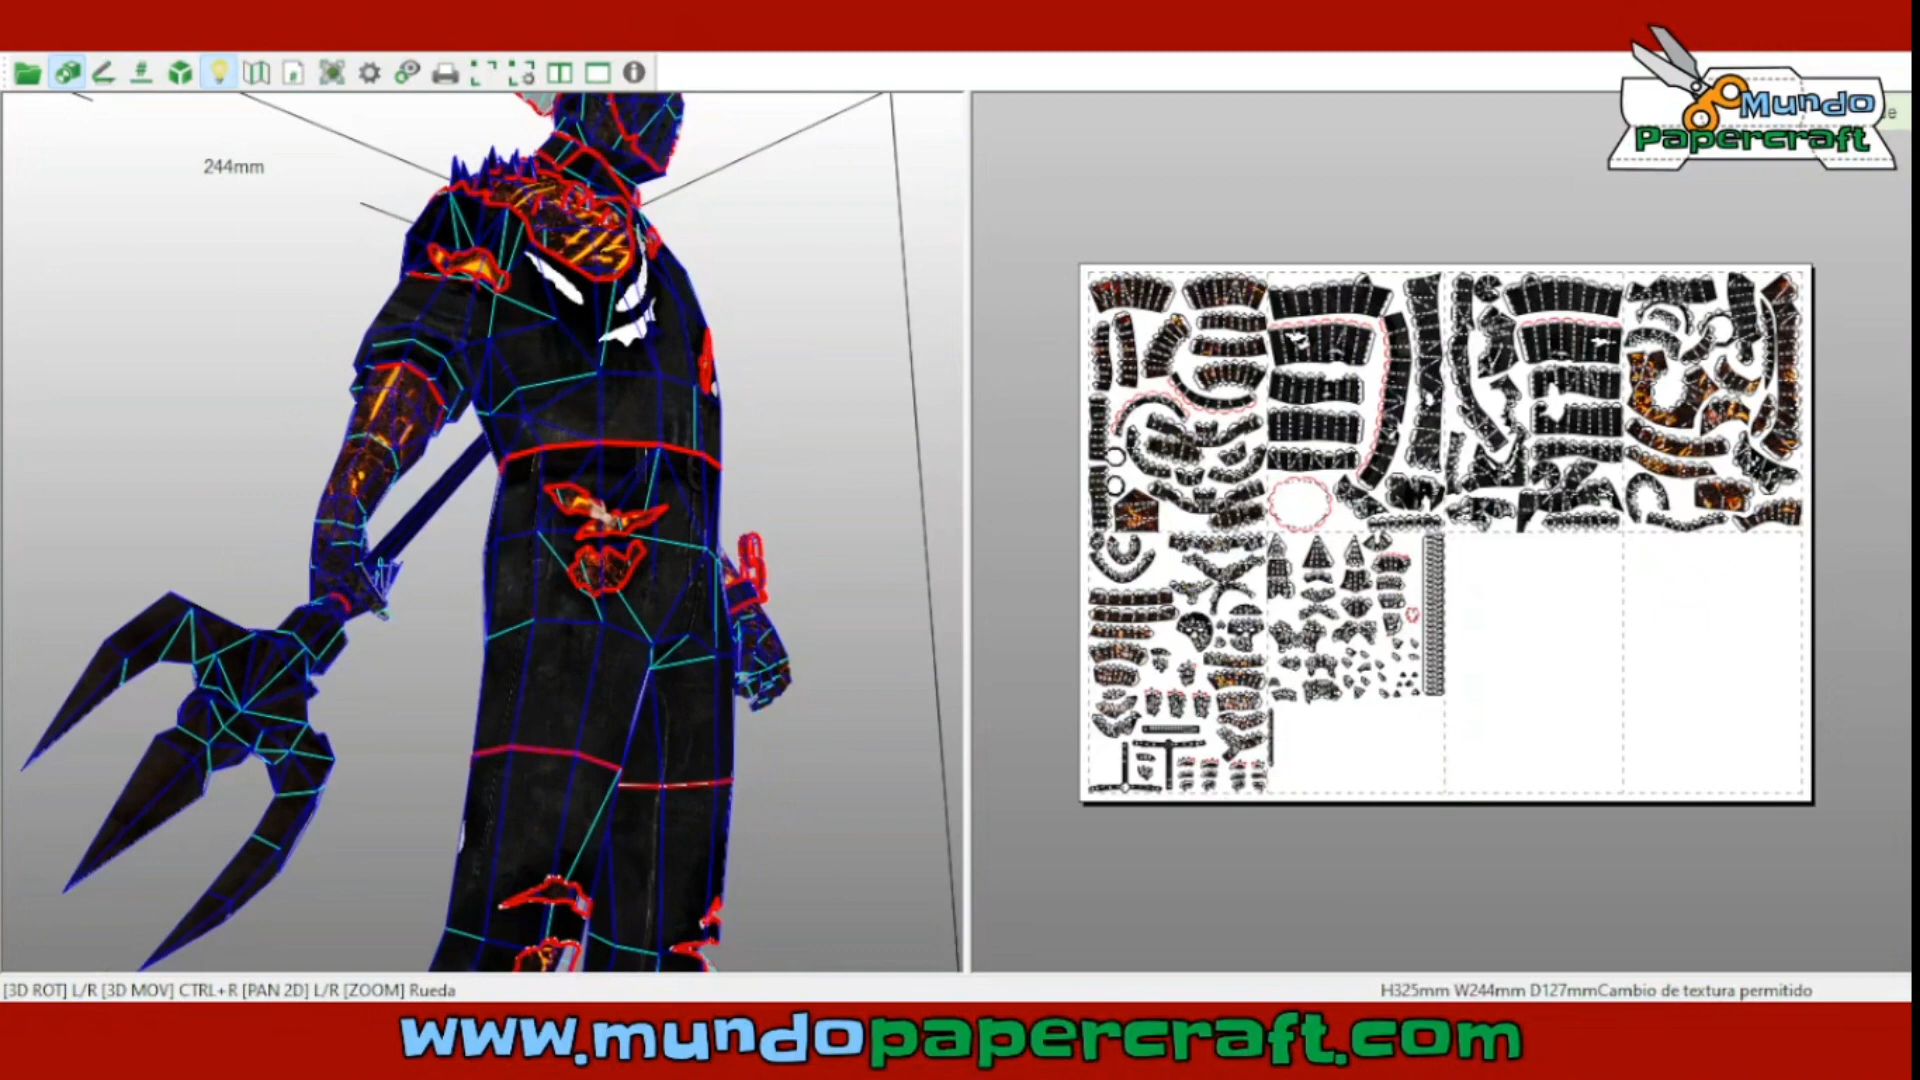 Mundo
Papercraft
244mm
[3D ROT] L/R [3D MOV] CTRL+R [PAN 2D] L/R [ZOOM] Rueda
H325mm W244mm D127mmCambio de textura permitido
www.mundopapercraft.com